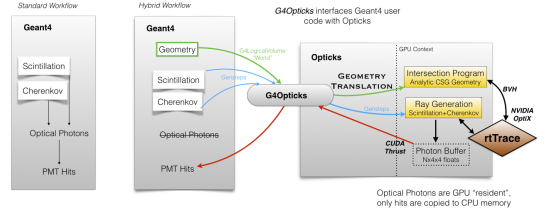 Standard Workflow
Geant4
Scintillation
Cherenkov
Optical Photons
PMT Hits
Hybrid Workflow
Geant4
Geometry
Scintillation
Cherenkov
Optical Photons
PMT Hits
G4LogicalVolume
"World"
Gensteps
G4Opticks interfaces Geant4 user
code with Opticks
G4Opticks
Opticks
GPU Context
GEOMETRY
TRANSLATION
Gensteps
Intersection Program
Analytic CSG Geometry
Ray Generation
Scintillation+Cherenkov
CUDA
Thrust
Photon Buffer
Nx4x4 floats
BVH
NVIDIA
OptiX
rtTrace
Optical Photons are GPU "resident",
only hits are copied to CPU memory